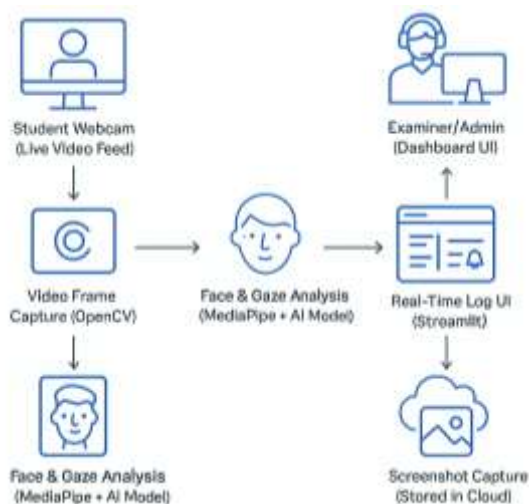 Student Webcam
(Live Video Feed)
Examiner/Admin
(Dashboard UI)
Video Frame
Capture (OpenCV)
Face & Gaze Analysis
(MediaPipe + AI Model)
Real-Time Log UI
(Streamlit)
Face & Gaze Analysis
(MediaPipe + AI Model)
Screenshot Capture
(Stored in Cloud)